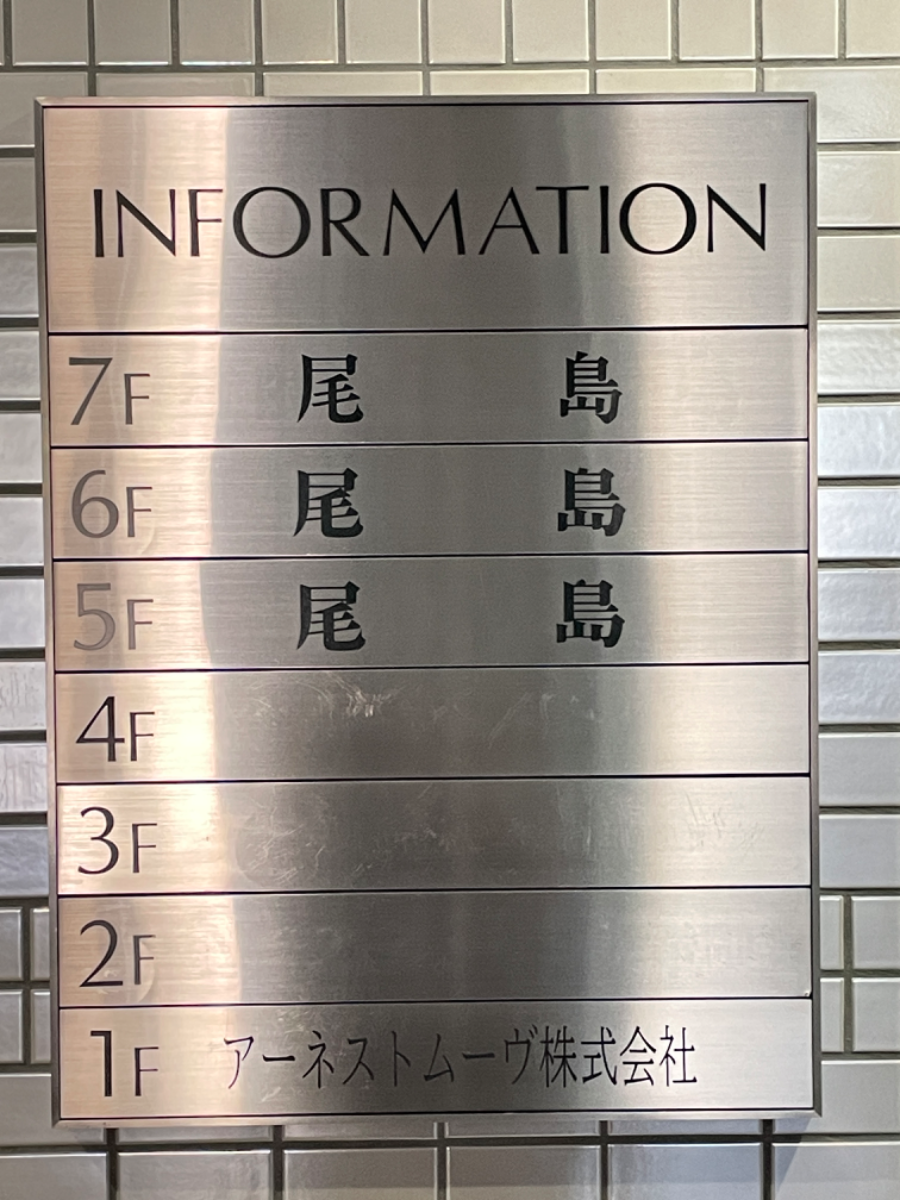 INFORMATION
7F 尾 島
6F 尾 島
5F 尾 島
4F
3F
2F
1F アーネストムーヴ株式会社